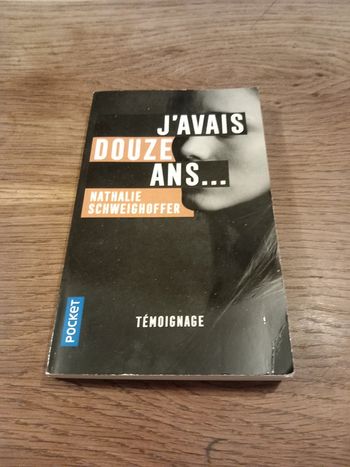 J'AVAIS
DOUZE
ANS...
NATHALIE
SCHWEIGHOFFER
TÉMOIGNAGE
POCKET